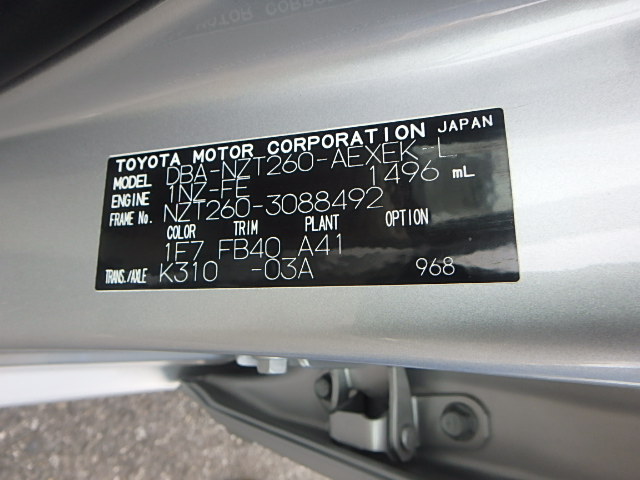 TOYOTA MOTOR CORPORATION JAPAN
MODEL DBA-NZT260-AEXEK-L
ENGINE 1NZ-FE 1496 mL
FRAME No. NZT260-3088492
COLOR TRIM PLANT OPTION
1F7 FB40 A41
TRANS./AXLE K310 -03A 968